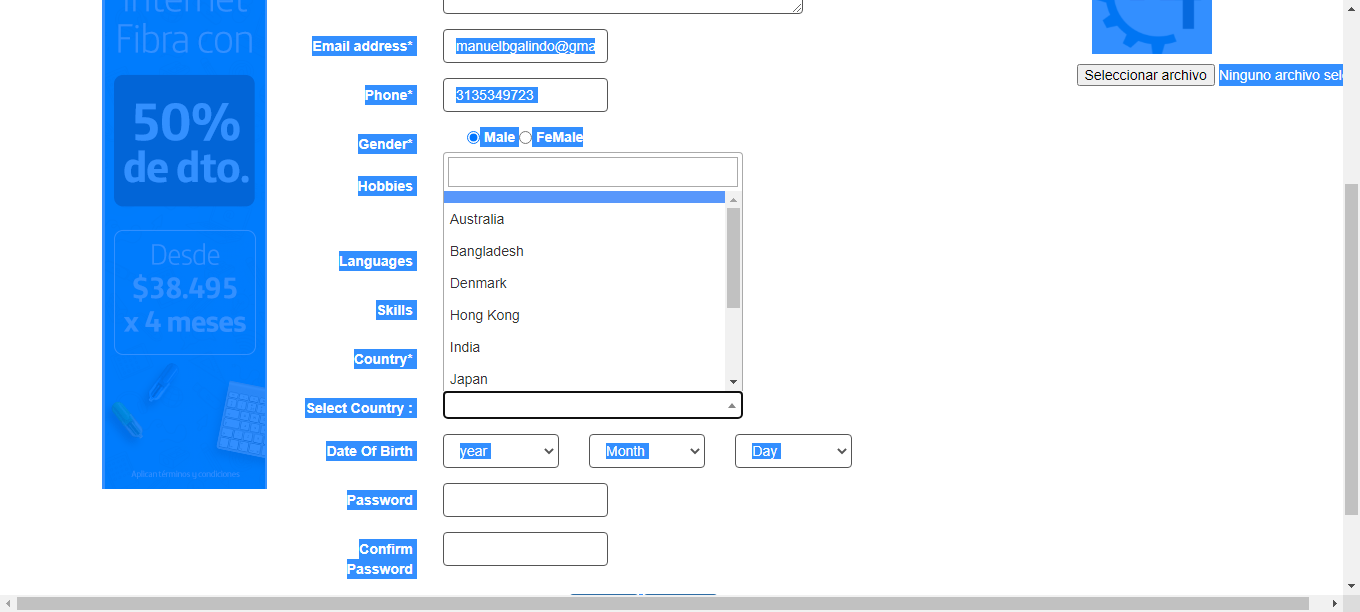 Internet
Fibra con
50%
de dto.
Desde
$38.495
x 4 meses
Aplican términos y condiciones
Email address*
manuelbgalindo@gma
Phone*
3135349723
Gender*
Male
FeMale
Hobbies
Languages
Skills
Country*
Australia
Bangladesh
Denmark
Hong Kong
India
Japan
Select Country :
Date Of Birth
year
Month
Day
Password
Confirm
Password
Seleccionar archivo
Ninguno archivo sel